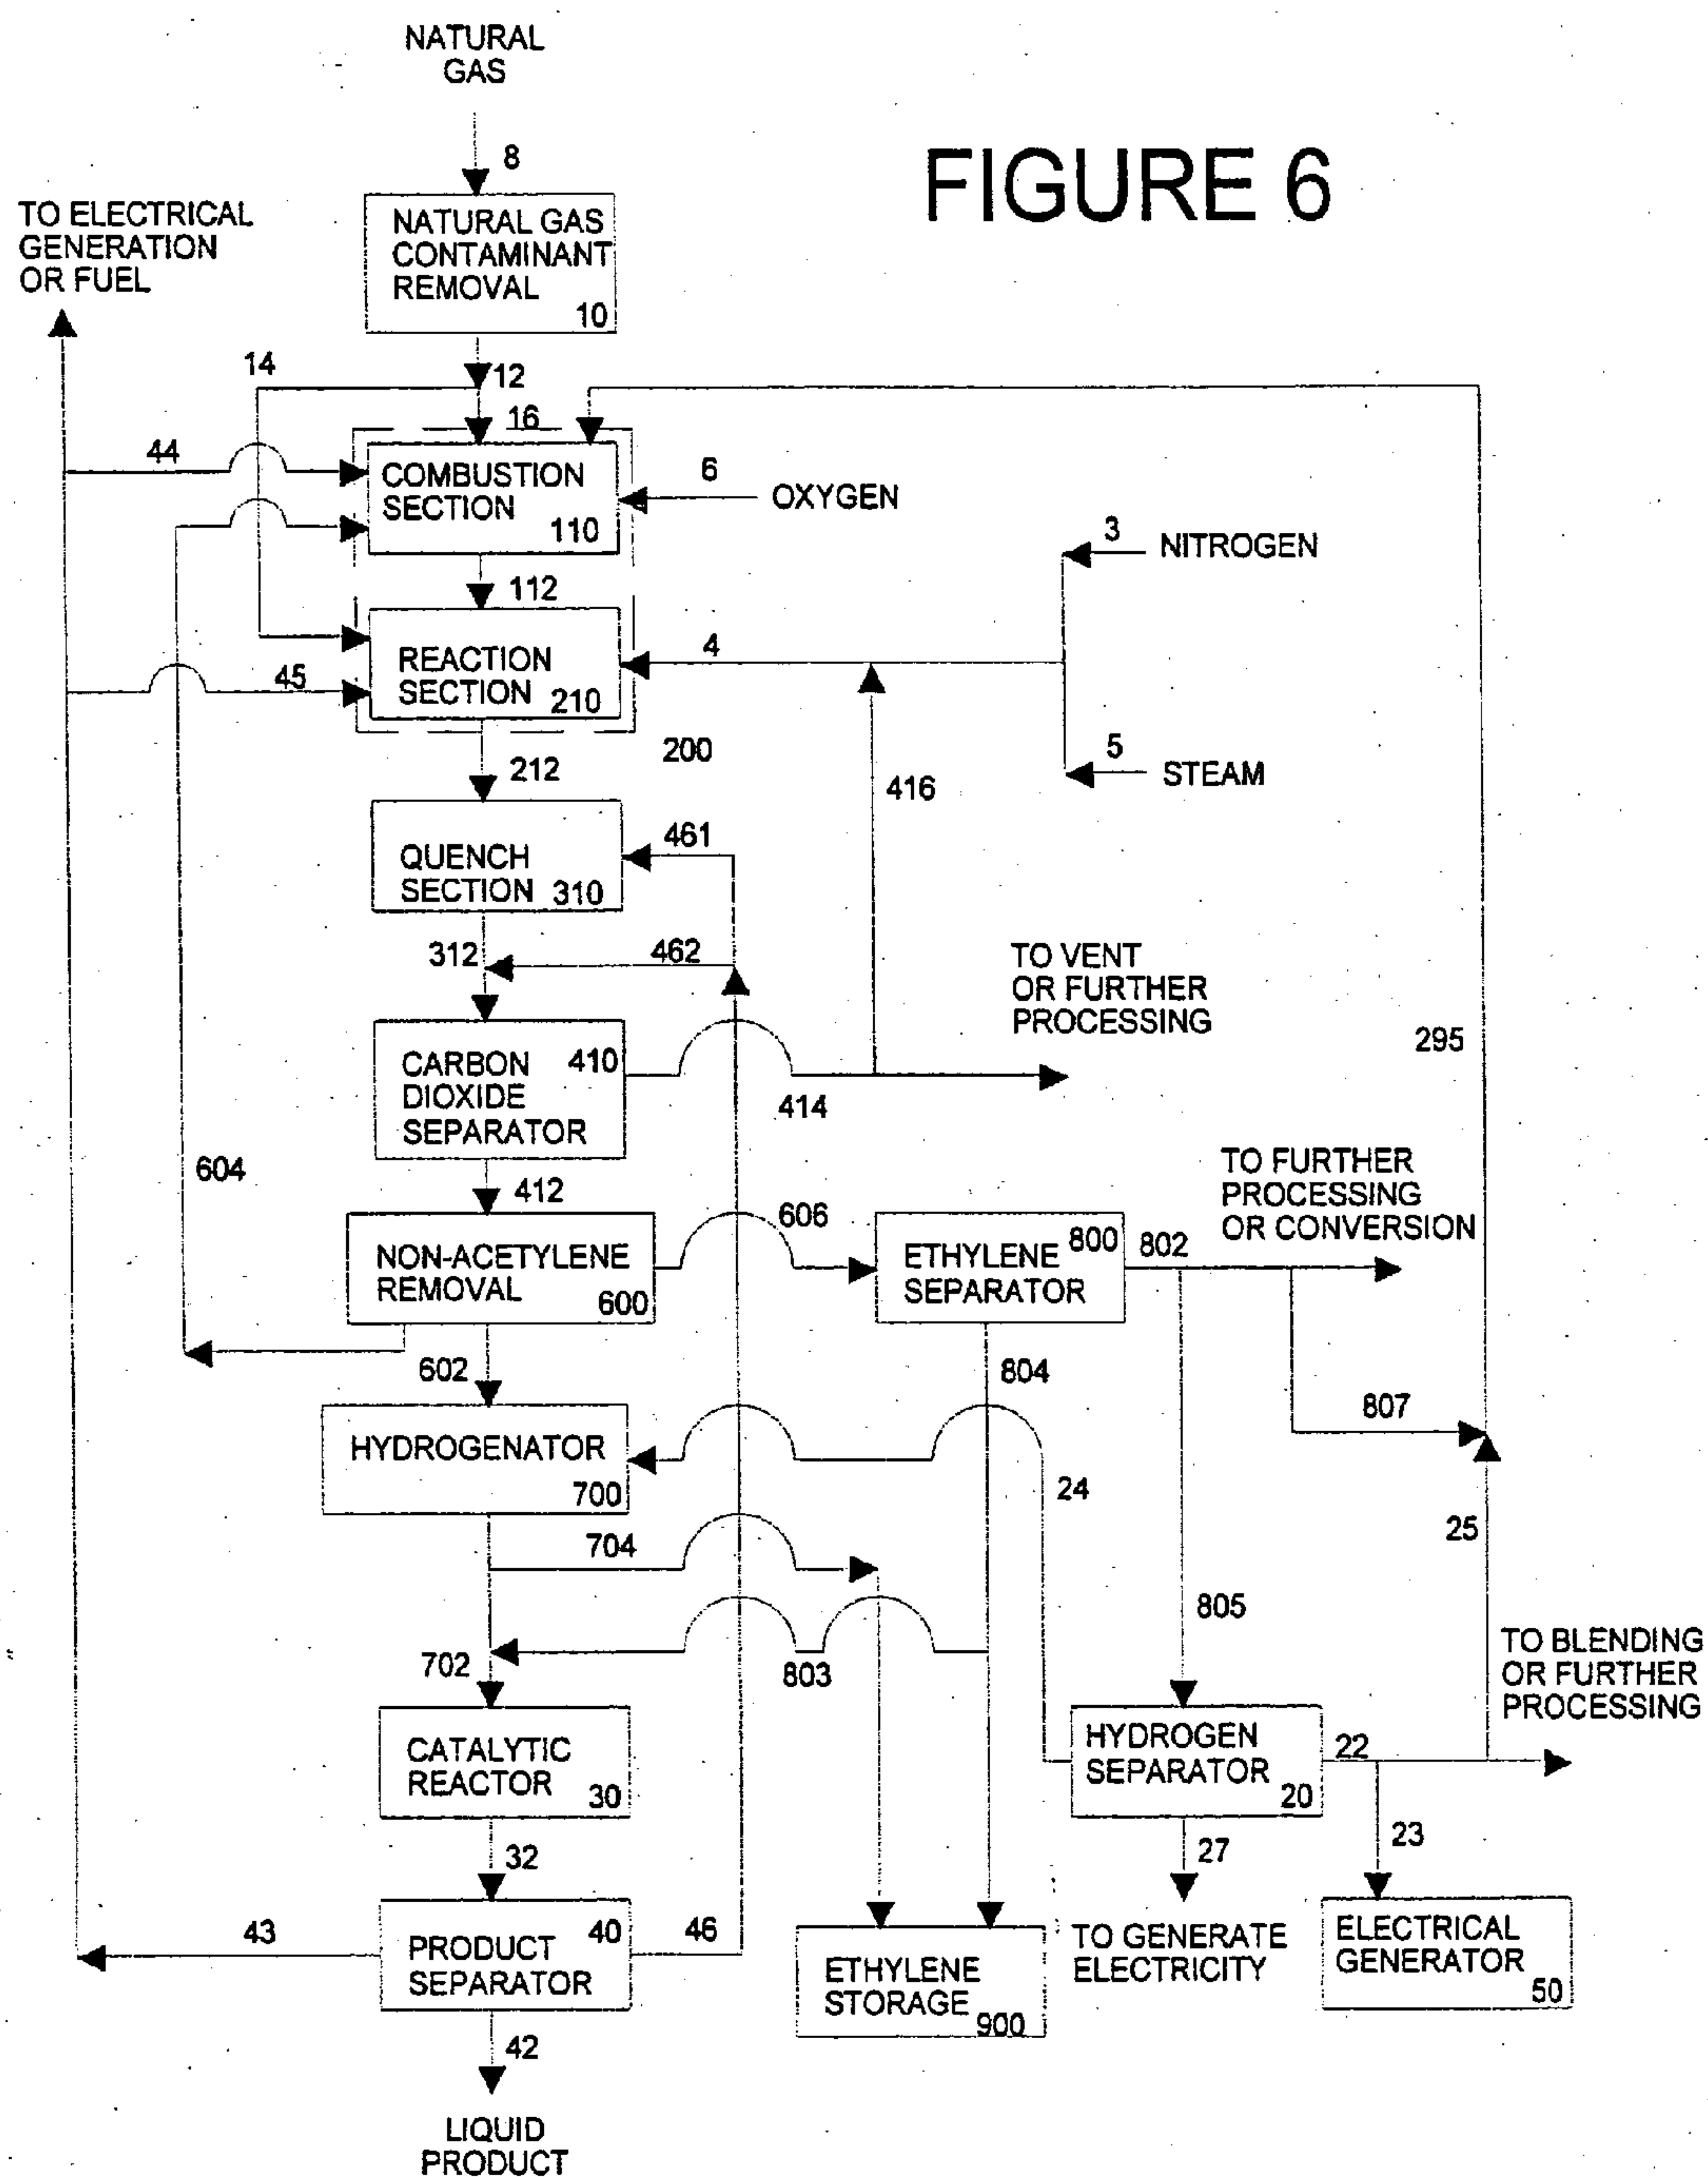 NATURAL
GAS
FIGURE 6
8
TO ELECTRICAL
GENERATION
OR FUEL
NATURAL GAS
CONTAMINANT
REMOVAL
10
14
12
16
44
COMBUSTION
SECTION
110
6
OXYGEN
3
NITROGEN
112
4
REACTION
SECTION
210
45
200
5
STEAM
212
416
461
QUENCH
SECTION
310
312
462
TO VENT
OR FURTHER
PROCESSING
295
CARBON
DIOXIDE
SEPARATOR
410
414
604
412
606
TO FURTHER
PROCESSING
OR CONVERSION
NON-ACETYLENE
REMOVAL
600
ETHYLENE
SEPARATOR
800
802
602
804
807
HYDROGENATOR
700
24
25
704
805
702
803
TO BLENDING
OR FURTHER
PROCESSING
CATALYTIC
REACTOR
30
HYDROGEN
SEPARATOR
20
22
32
27
23
43
PRODUCT
SEPARATOR
40
46
ETHYLENE
STORAGE
900
TO GENERATE
ELECTRICITY
ELECTRICAL
GENERATOR
50
42
LIQUID
PRODUCT